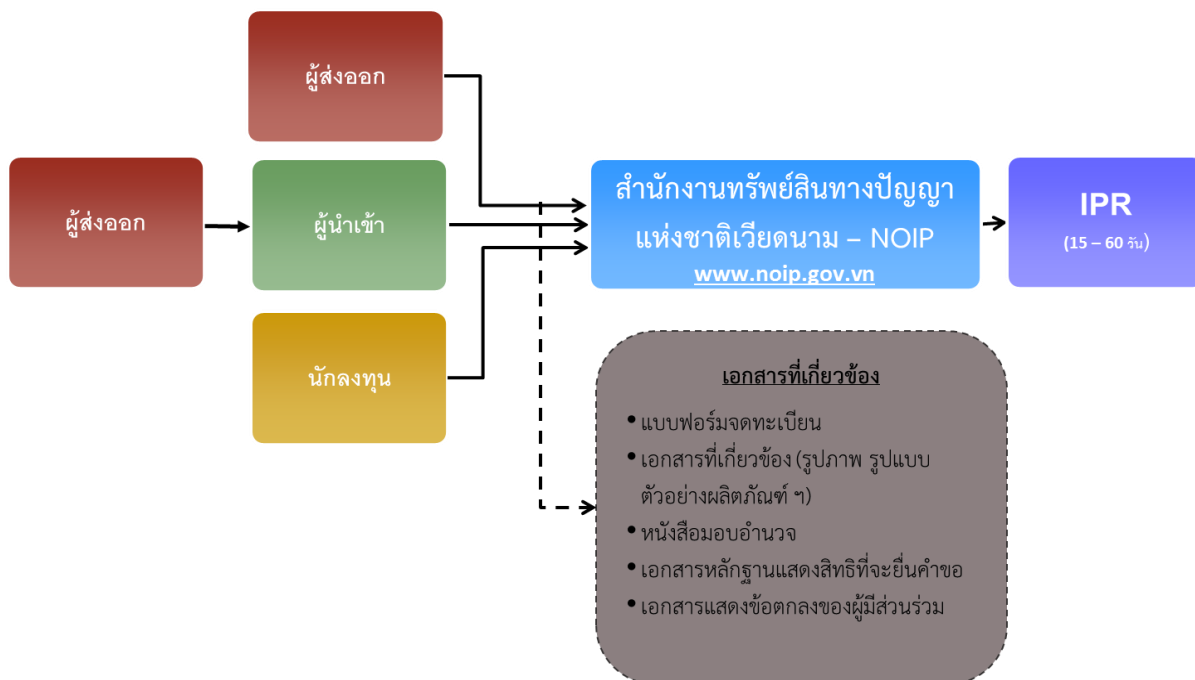 ผู้ส่งออก
ผู้ส่งออก
ผู้นำเข้า
นักลงทุน
สำนักงานทรัพย์สินทางปัญญา
แห่งชาติเวียดนาม – NOIP
www.noip.gov.vn
IPR
(15 – 60 วัน)
เอกสารที่เกี่ยวข้อง
• แบบฟอร์มจดทะเบียน
• เอกสารที่เกี่ยวข้อง (รูปภาพ รูปแบบ
ตัวอย่างผลิตภัณฑ์ ฯ)
• หนังสือมอบอำนวจ
• เอกสารหลักฐานแสดงสิทธิที่จะยื่นคำขอ
• เอกสารแสดงข้อตกลงของผู้มีส่วนร่วม